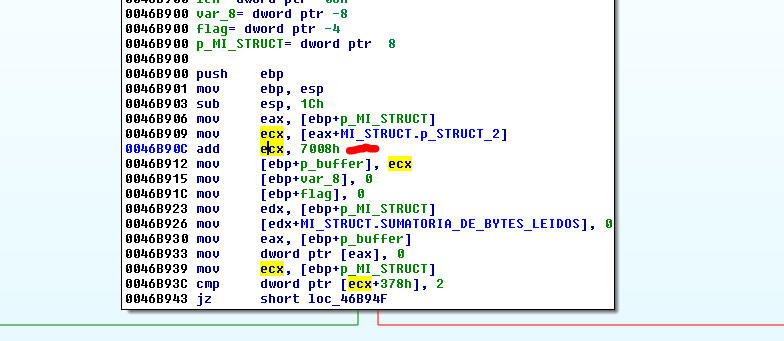 0046B900 var_8= dword ptr -8
0046B900 flag= dword ptr -4
0046B900 p_MI_STRUCT= dword ptr  8
0046B900
0046B900 push    ebp
0046B901 mov     ebp, esp
0046B903 sub     esp, 1Ch
0046B906 mov     eax, [ebp+p_MI_STRUCT]
0046B909 mov     ecx, [eax+MI_STRUCT.p_STRUCT_2]
0046B90C add     ecx, 7008h
0046B912 mov     [ebp+p_buffer], ecx
0046B915 mov     [ebp+var_8], 0
0046B91C mov     [ebp+flag], 0
0046B923 mov     edx, [ebp+p_MI_STRUCT]
0046B926 mov     [edx+MI_STRUCT.SUMATORIA_DE_BYTES_LEIDOS], 0
0046B930 mov     eax, [ebp+p_buffer]
0046B933 mov     dword ptr [eax], 0
0046B939 mov     ecx, [ebp+p_MI_STRUCT]
0046B93C cmp     dword ptr [ecx+378h], 2
0046B943 jz      short loc_46B94F